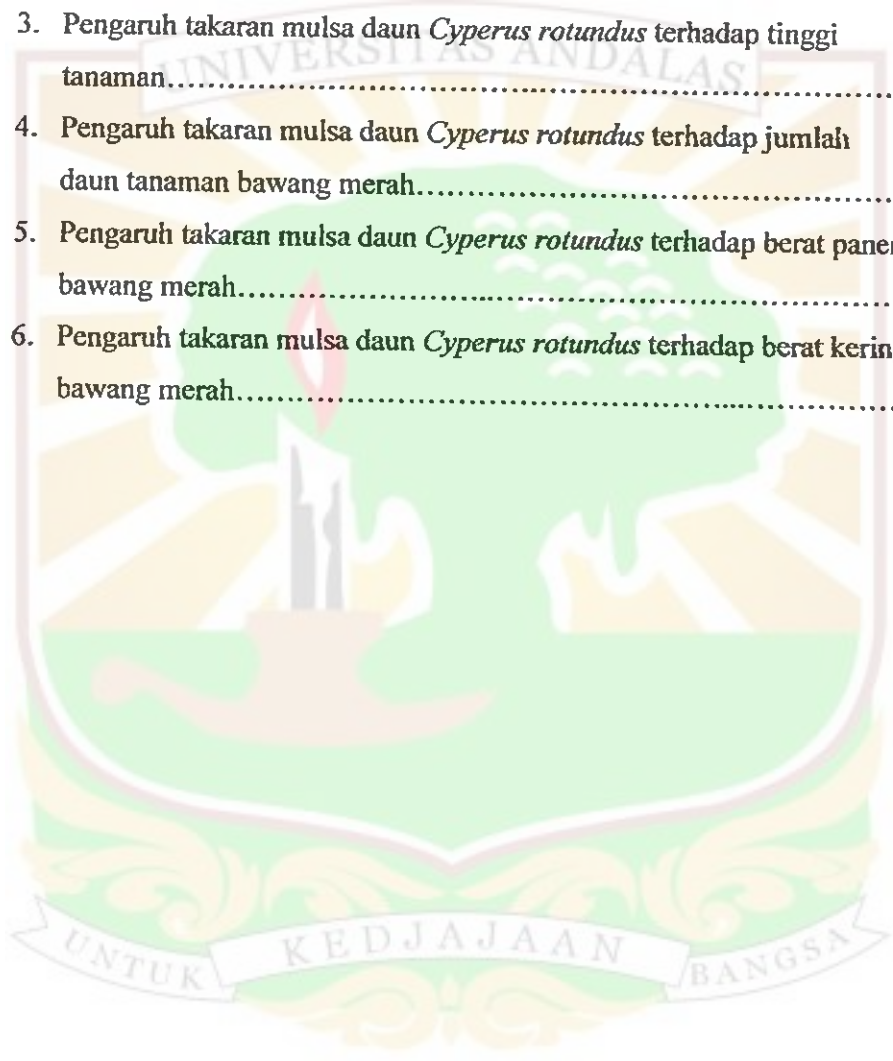 3. Pengaruh takaran mulsa daun Cyperus rotundus terhadap tinggi
UNIVERSITAS ANDALAS
tanaman................................................................
4. Pengaruh takaran mulsa daun Cyperus rotundus terhadap jumlah
daun tanaman bawang merah................................................
5. Pengaruh takaran mulsa daun Cyperus rotundus terhadap berat
bawang merah................................................................
6. Pengaruh takaran mulsa daun Cyperus rotundus terhadap berat
bawang merah................................................................
UNTUK KEDJAJAAN BANGSA